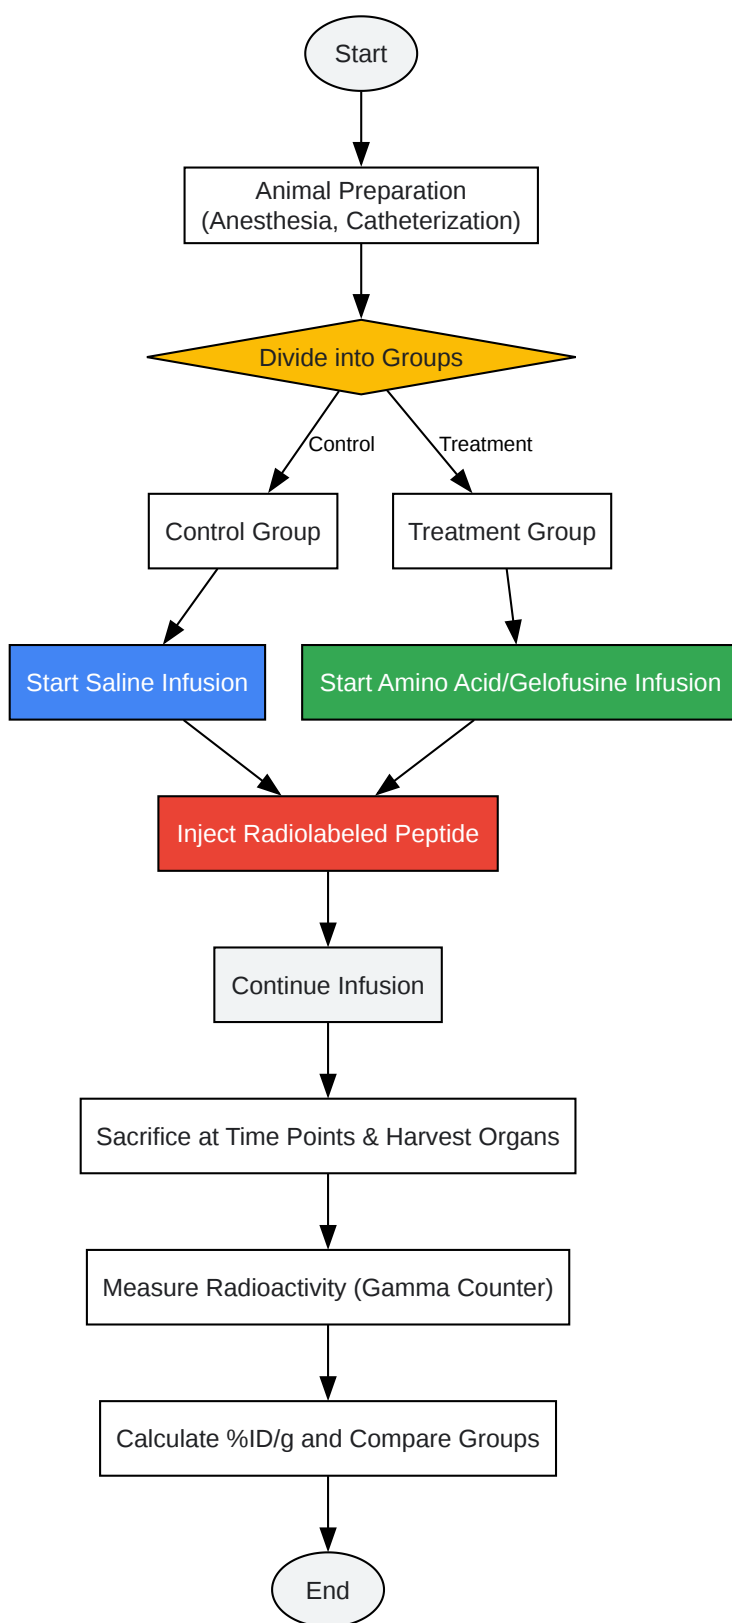 Start
Animal Preparation
(Anesthesia, Catheterization)
Divide into Groups
Control
Treatment
Control Group
Treatment Group
Start Saline Infusion
Start Amino Acid/Gelofusine Infusion
Inject Radiolabeled Peptide
Continue Infusion
Sacrifice at Time Points & Harvest Organs
Measure Radioactivity (Gamma Counter)
Calculate %ID/g and Compare Groups
End